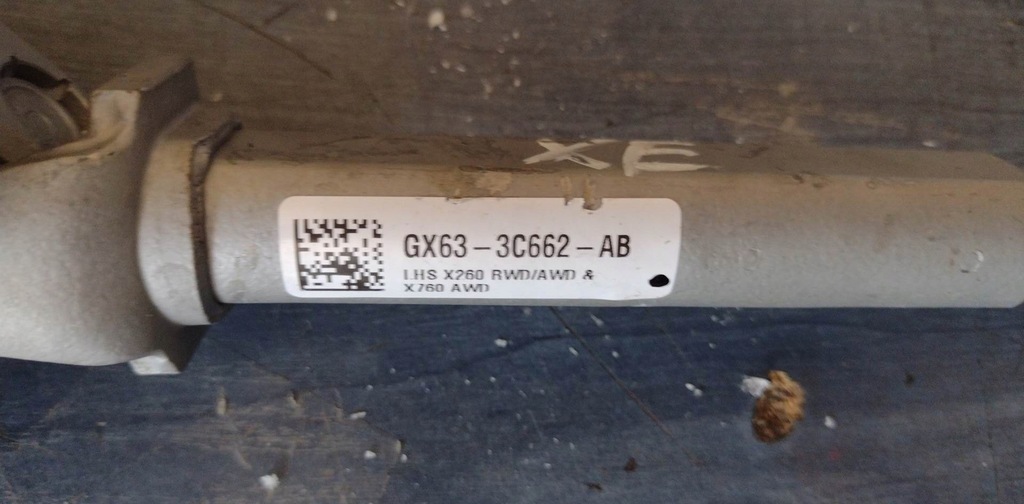 XE
GX63-3C662-AB
LHS X260 RWD/AWD &
X760 AWD